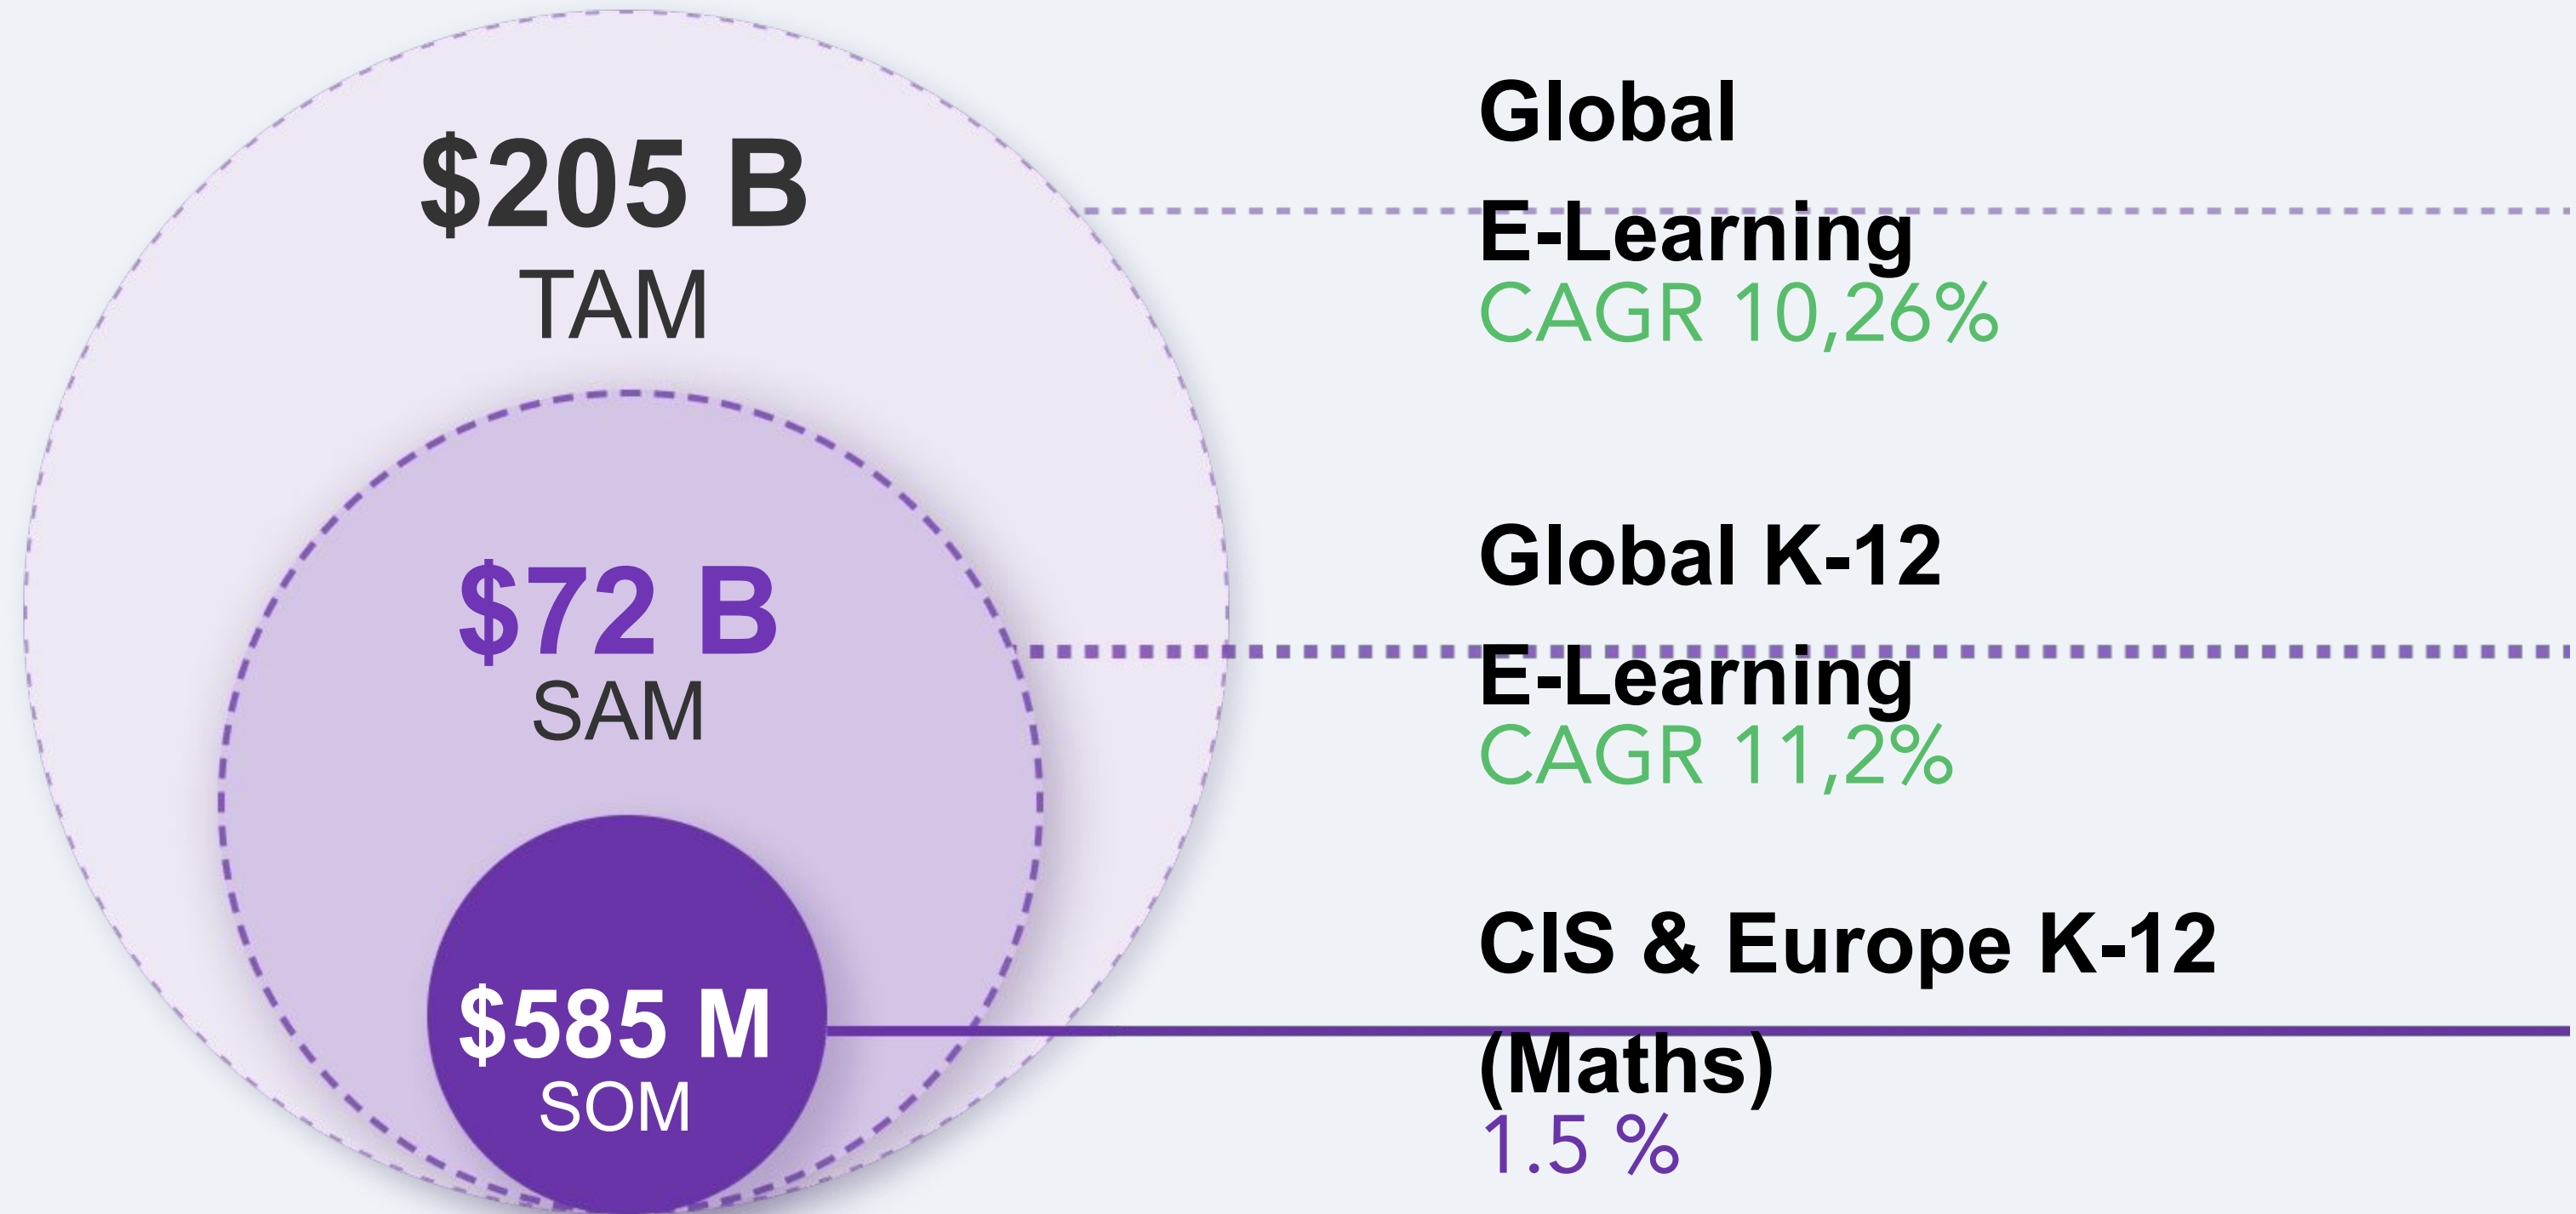 $205 B
TAM
Global
E-Learning
CAGR 10,26%
$72 B
SAM
Global K-12
E-Learning
CAGR 11,2%
$585 M
SOM
CIS & Europe K-12
(Maths)
1.5 %